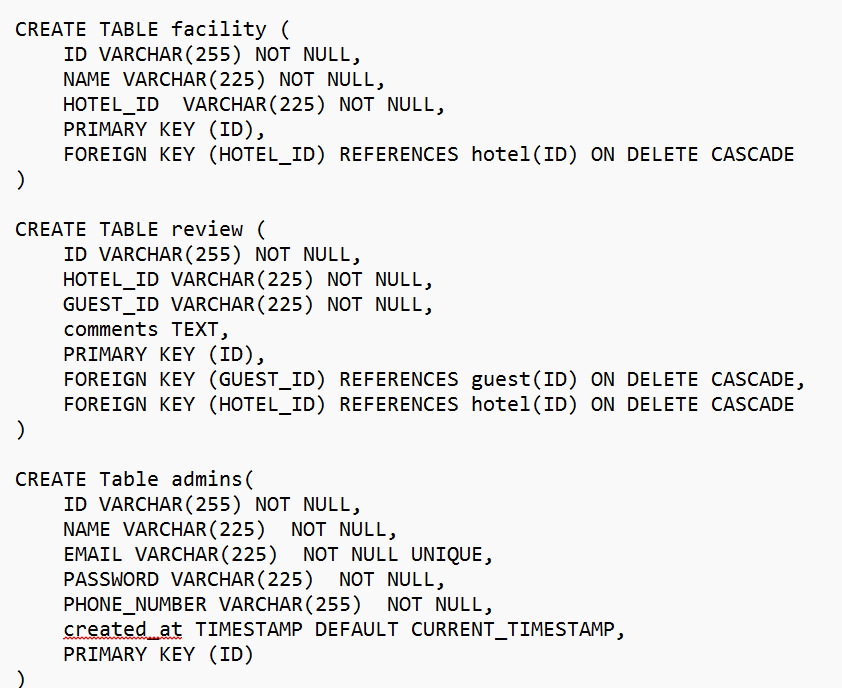 CREATE TABLE facility (
    ID VARCHAR(255) NOT NULL,
    NAME VARCHAR(225) NOT NULL,
    HOTEL_ID  VARCHAR(225) NOT NULL,
    PRIMARY KEY (ID),
    FOREIGN KEY (HOTEL_ID) REFERENCES hotel(ID) ON DELETE CASCADE
)

CREATE TABLE review (
    ID VARCHAR(255) NOT NULL,
    HOTEL_ID VARCHAR(225) NOT NULL,
    GUEST_ID VARCHAR(225) NOT NULL,
    comments TEXT,
    PRIMARY KEY (ID),
    FOREIGN KEY (GUEST_ID) REFERENCES guest(ID) ON DELETE CASCADE,
    FOREIGN KEY (HOTEL_ID) REFERENCES hotel(ID) ON DELETE CASCADE
)

CREATE Table admins(
    ID VARCHAR(255) NOT NULL,
    NAME VARCHAR(225)  NOT NULL,
    EMAIL VARCHAR(225)  NOT NULL UNIQUE,
    PASSWORD VARCHAR(225)  NOT NULL,
    PHONE_NUMBER VARCHAR(255)  NOT NULL,
    created_at TIMESTAMP DEFAULT CURRENT_TIMESTAMP,
    PRIMARY KEY (ID)
)